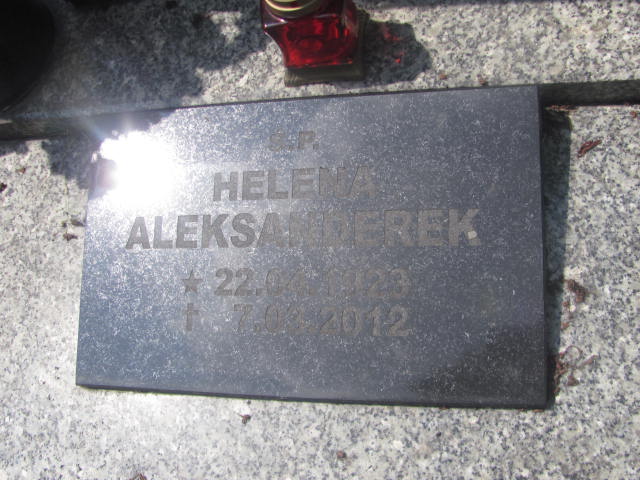 Ś.P.
HELENA
ALEKSANDEREK
★ 22.04.1923
† 7.03.2012